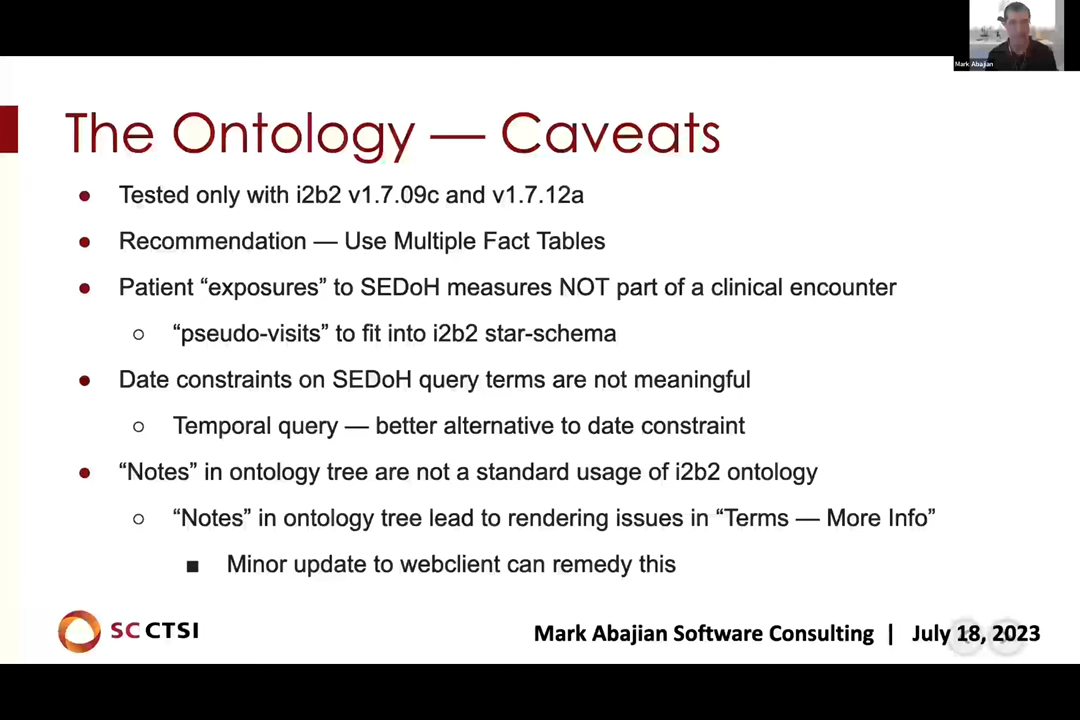 Mark Abajian
The Ontology — Caveats
● Tested only with i2b2 v1.7.09c and v1.7.12a
● Recommendation — Use Multiple Fact Tables
● Patient “exposures” to SEDoH measures NOT part of a clinical encounter
○ “pseudo-visits” to fit into i2b2 star-schema
● Date constraints on SEDoH query terms are not meaningful
○ Temporal query — better alternative to date constraint
● “Notes” in ontology tree are not a standard usage of i2b2 ontology
○ “Notes” in ontology tree lead to rendering issues in “Terms — More Info”
■ Minor update to webclient can remedy this
SC CTSI
Mark Abajian Software Consulting | July 18, 2023